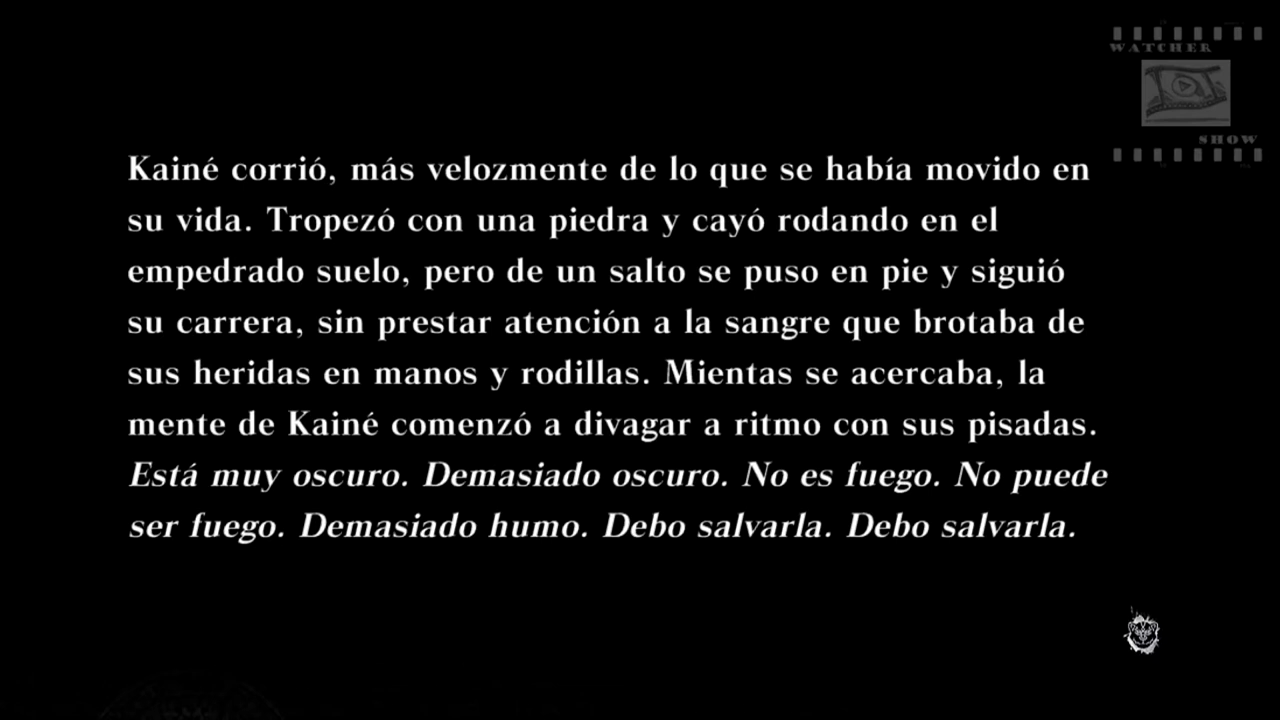 WATCHER
SHOW
Kainé corrió, más velozmente de lo que se había movido en
su vida. Tropezó con una piedra y cayó rodando en el
empedrado suelo, pero de un salto se puso en pie y siguió
su carrera, sin prestar atención a la sangre que brotaba de
sus heridas en manos y rodillas. Mientas se acercaba, la
mente de Kainé comenzó a divagar a ritmo con sus pisadas.
Está muy oscuro. Demasiado oscuro. No es fuego. No puede
ser fuego. Demasiado humo. Debo salvarla. Debo salvarla.